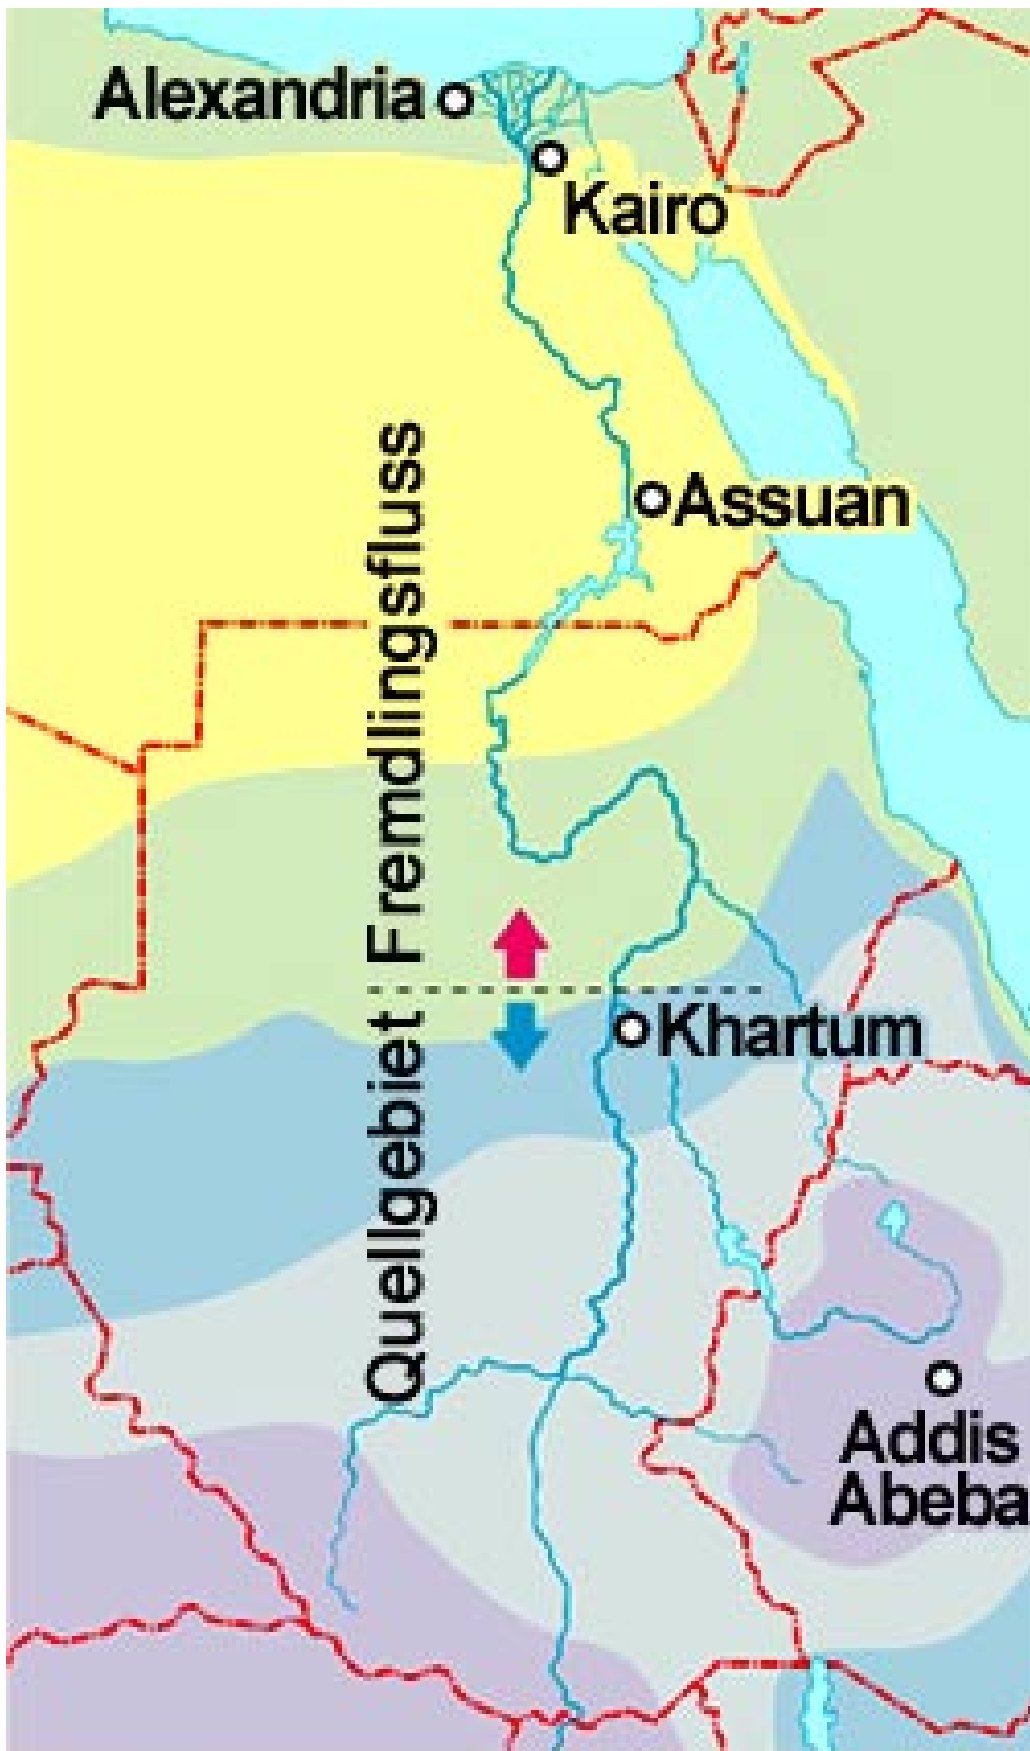 Alexandria
Kairo
Assuan
Fremdlingsfluss
Quellgebiet
Khartum
Addis
Abeba